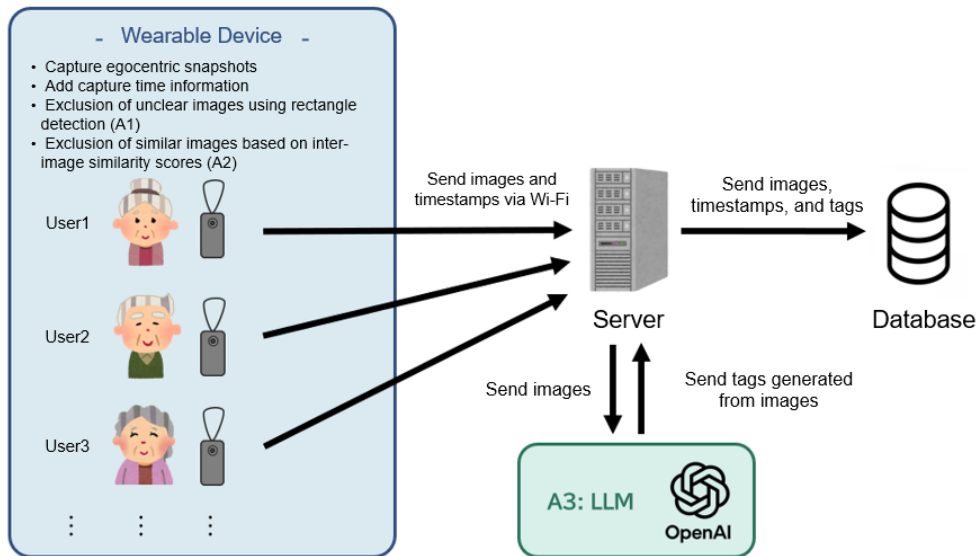 - Wearable Device -
• Capture egocentric snapshots
• Add capture time information
• Exclusion of unclear images using rectangle
detection (A1)
• Exclusion of similar images based on inter-
image similarity scores (A2)
User1
User2
User3
⋮ ⋮ ⋮
Send images and
timestamps via Wi-Fi
Send images,
timestamps, and tags
Server
Database
Send images
Send tags generated
from images
A3: LLM
OpenAI